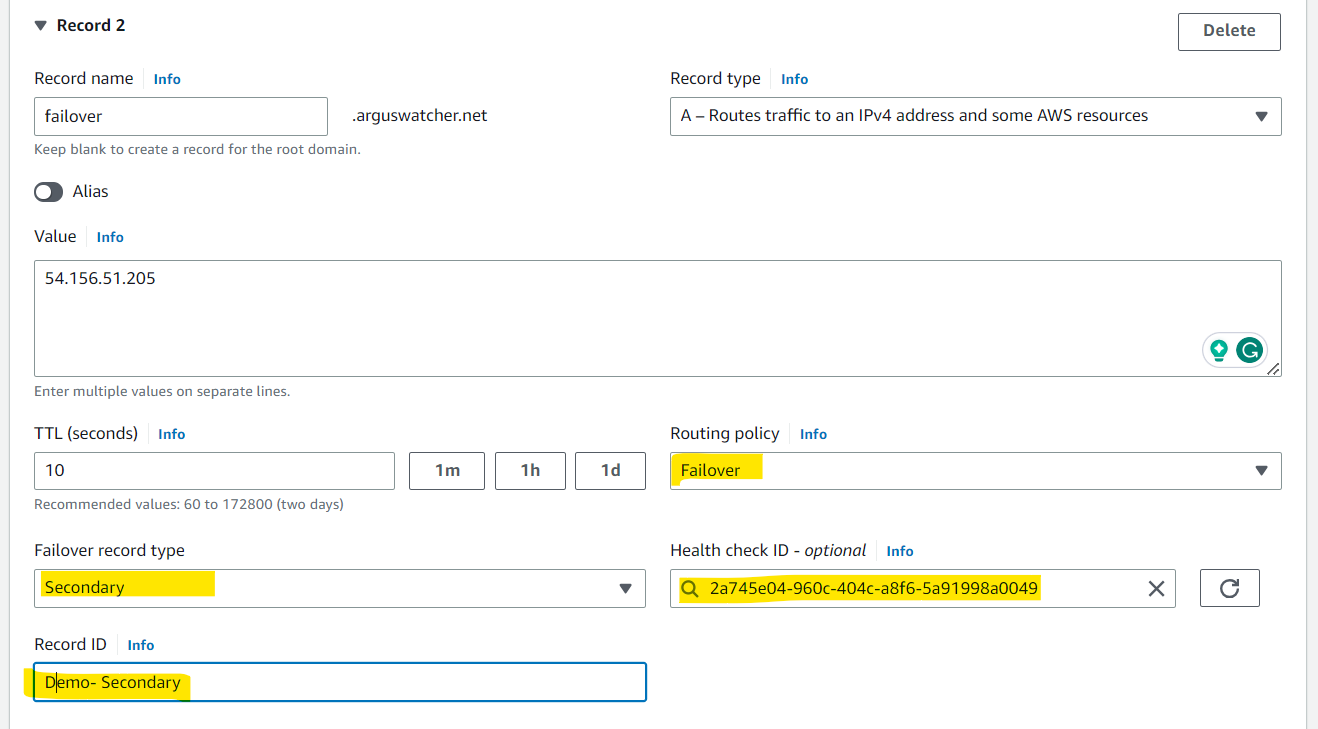 ▼ Record 2
Delete
Record name Info
failover .arguswatcher.net
Keep blank to create a record for the root domain.
Record type Info
A – Routes traffic to an IPv4 address and some AWS resources
Alias
Value Info
54.156.51.205
Enter multiple values on separate lines.
TTL (seconds) Info
10 1m 1h 1d
Recommended values: 60 to 172800 (two days)
Routing policy Info
Failover
Failover record type
Secondary
Health check ID - optional Info
2a745e04-960c-404c-a8f6-5a91998a0049
Record ID Info
Demo- Secondary